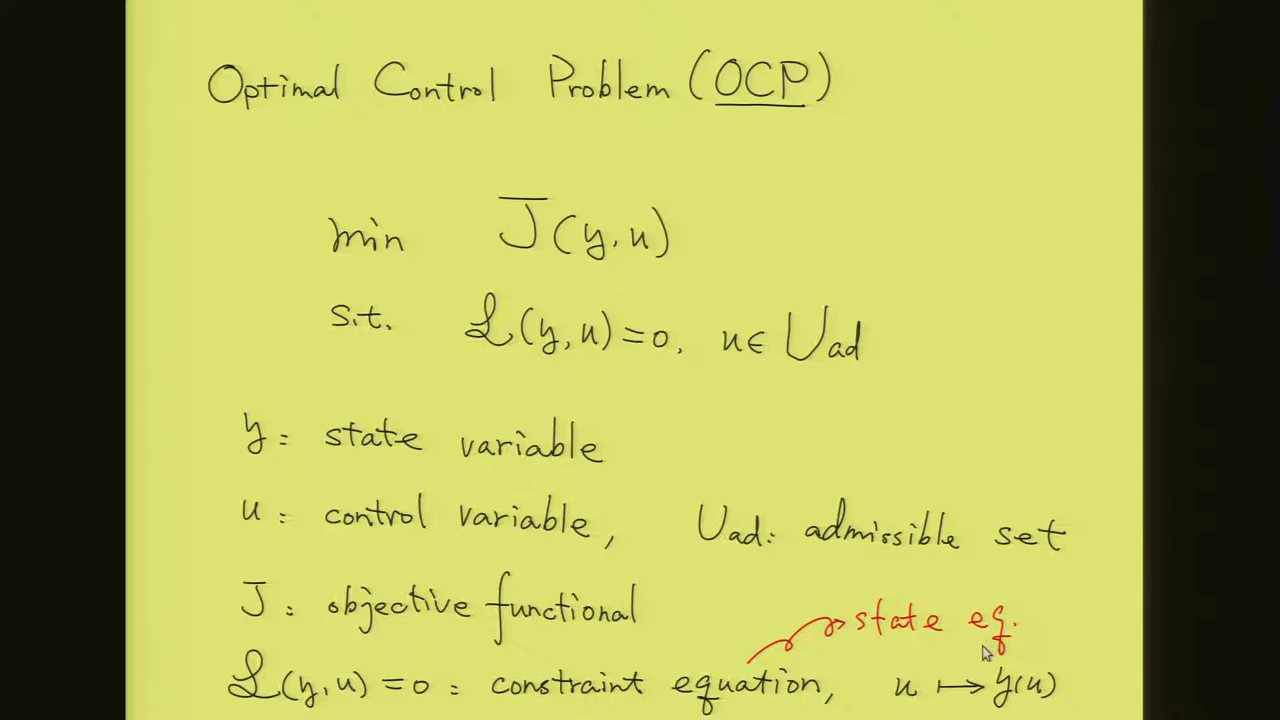 Optimal Control Problem (OCP)
min J(y,u)
s.t. ℒ(y,u)=0, u∈Uad
y: state variable
u: control variable, Uad: admissible set
J: objective functional
state eq.
ℒ(y,u)=0: constraint equation, u ↦ y(u)